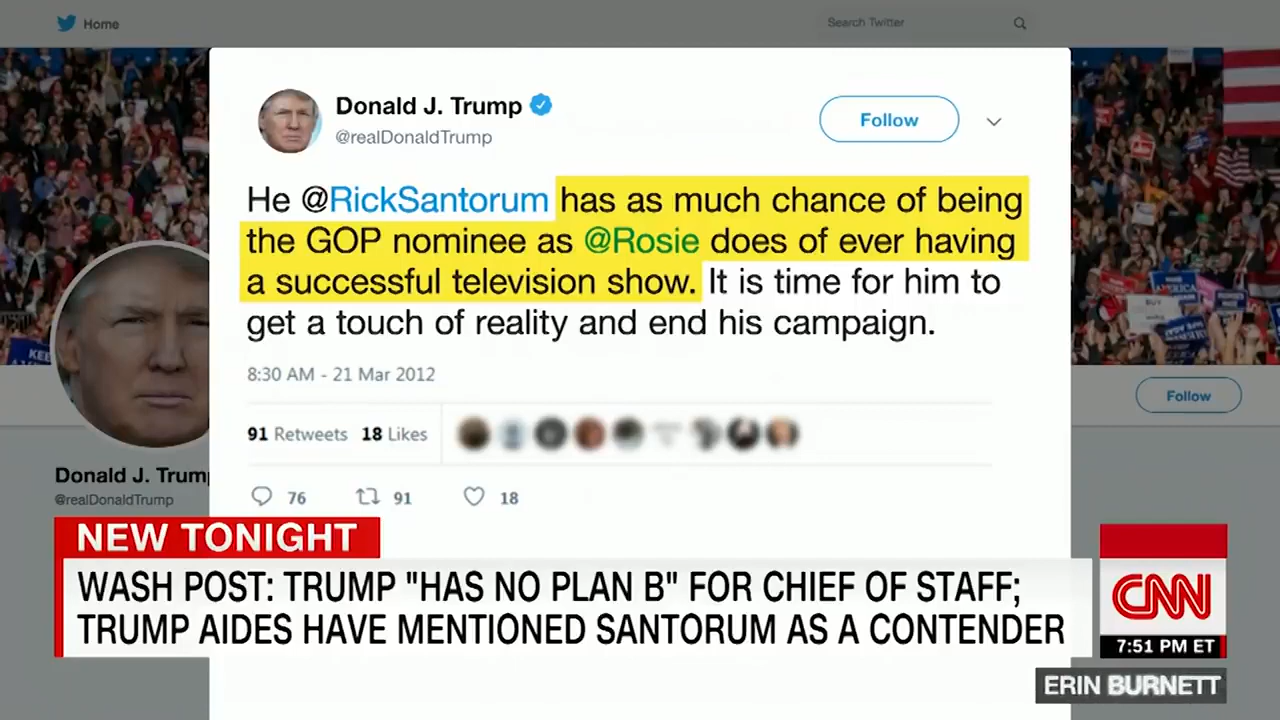 Home
Search Twitter
Donald J. Trump
@realDonaldTrump
Follow
He @RickSantorum has as much chance of being
the GOP nominee as @Rosie does of ever having
a successful television show. It is time for him to
get a touch of reality and end his campaign.
8:30 AM - 21 Mar 2012
91 Retweets 18 Likes
76 91 18
Follow
Donald J. Trum
@realDonaldTrump
NEW TONIGHT
WASH POST: TRUMP "HAS NO PLAN B" FOR CHIEF OF STAFF;
TRUMP AIDES HAVE MENTIONED SANTORUM AS A CONTENDER
CNN
7:51 PM ET
ERIN BURNETT